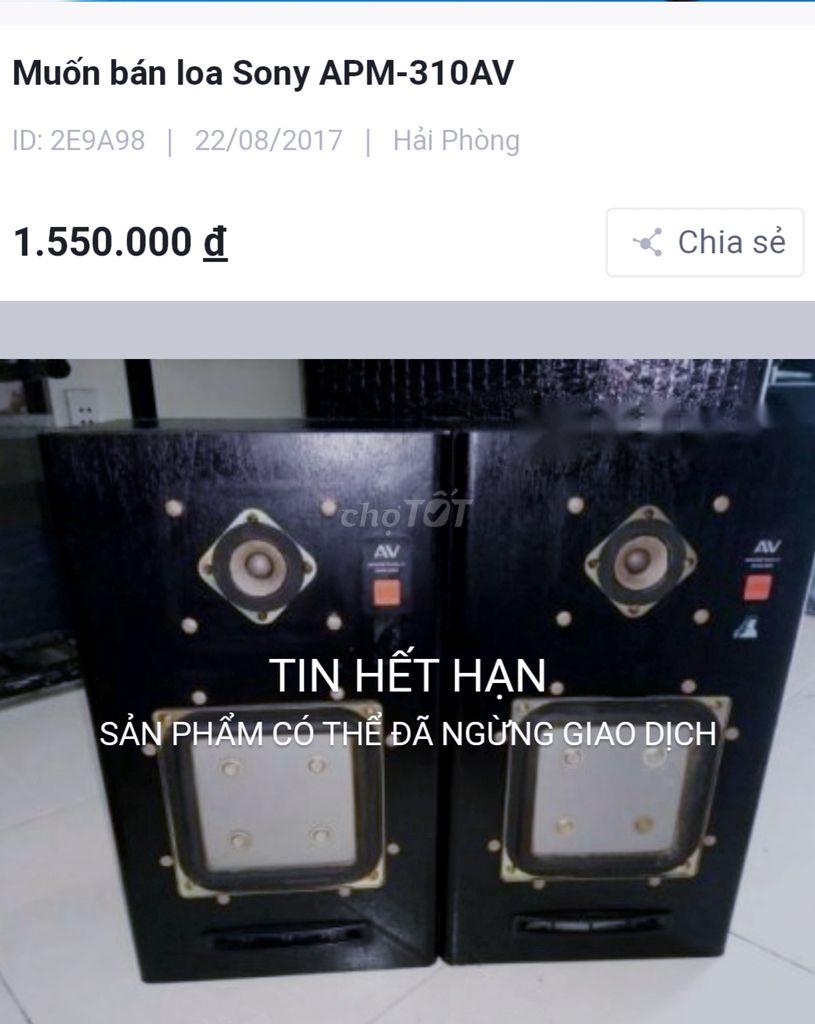 Muốn bán loa Sony APM-310AV
ID: 2E9A98 | 22/08/2017 | Hải Phòng
1.550.000 ₫
Chia sẻ
chợTỐT
AV
AV
TIN HẾT HẠN
SẢN PHẨM CÓ THỂ ĐÃ NGỪNG GIAO DỊCH